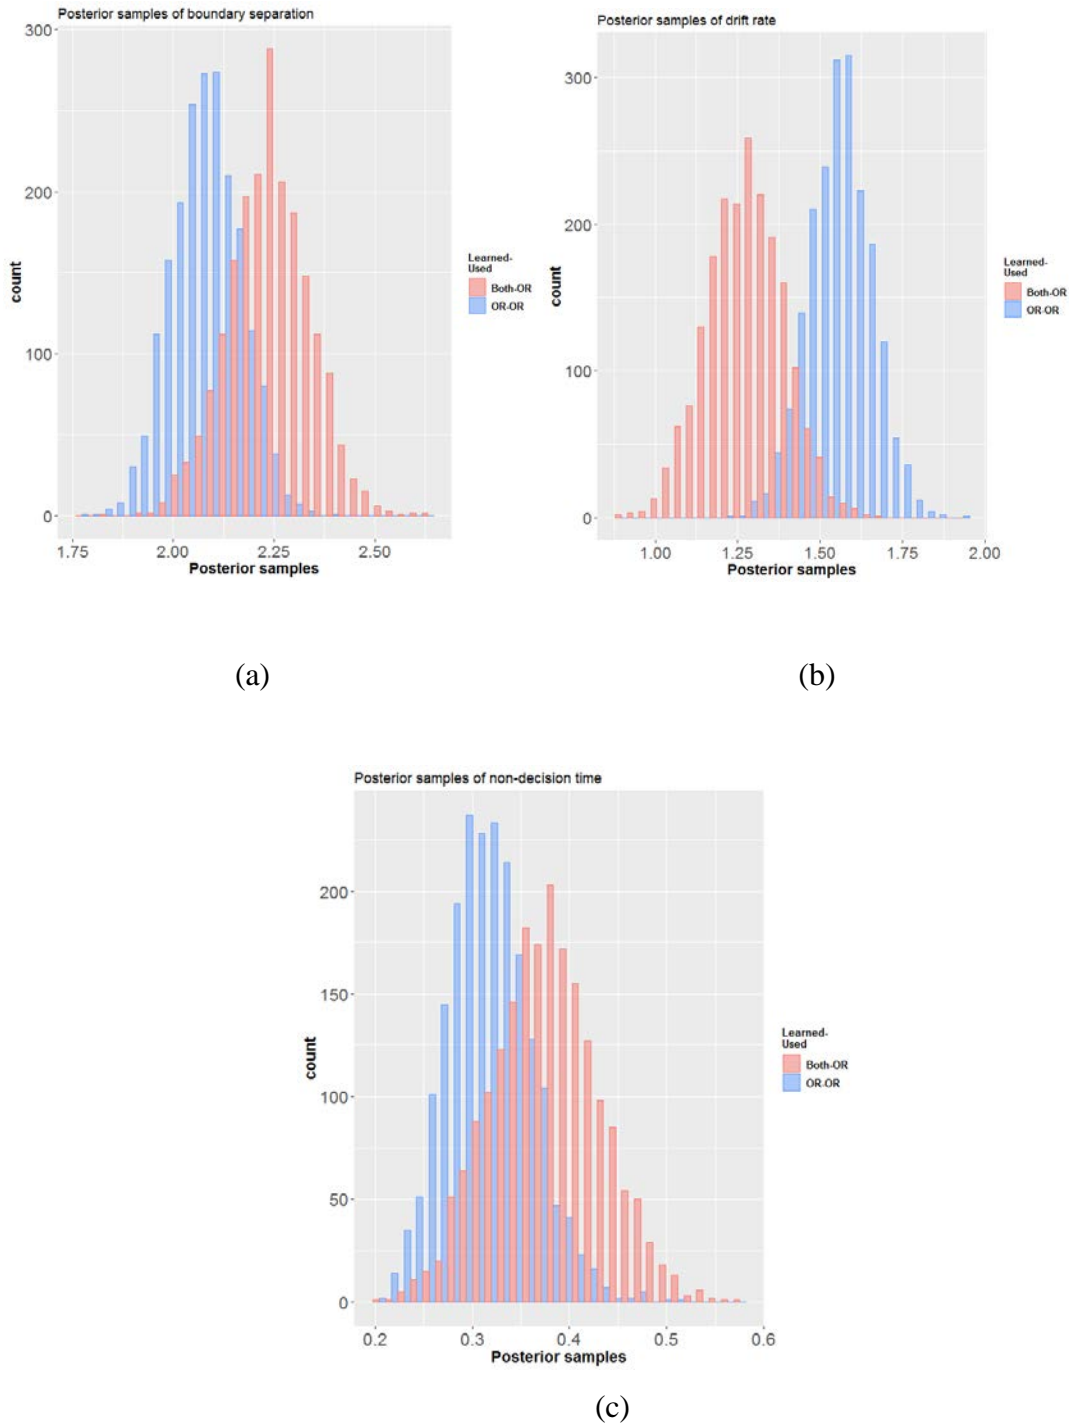 Posterior samples of boundary separation
300
200
100
0
count
1.75 2.00 2.25 2.50
Posterior samples
Learned-
Used
Both-OR
OR-OR
(a)
Posterior samples of drift rate
300
200
100
0
count
1.00 1.25 1.50 1.75 2.00
Posterior samples
Learned-
Used
Both-OR
OR-OR
(b)
Posterior samples of non-decision time
200
150
100
50
0
count
0.2 0.3 0.4 0.5 0.6
Posterior samples
Learned-
Used
Both-OR
OR-OR
(c)